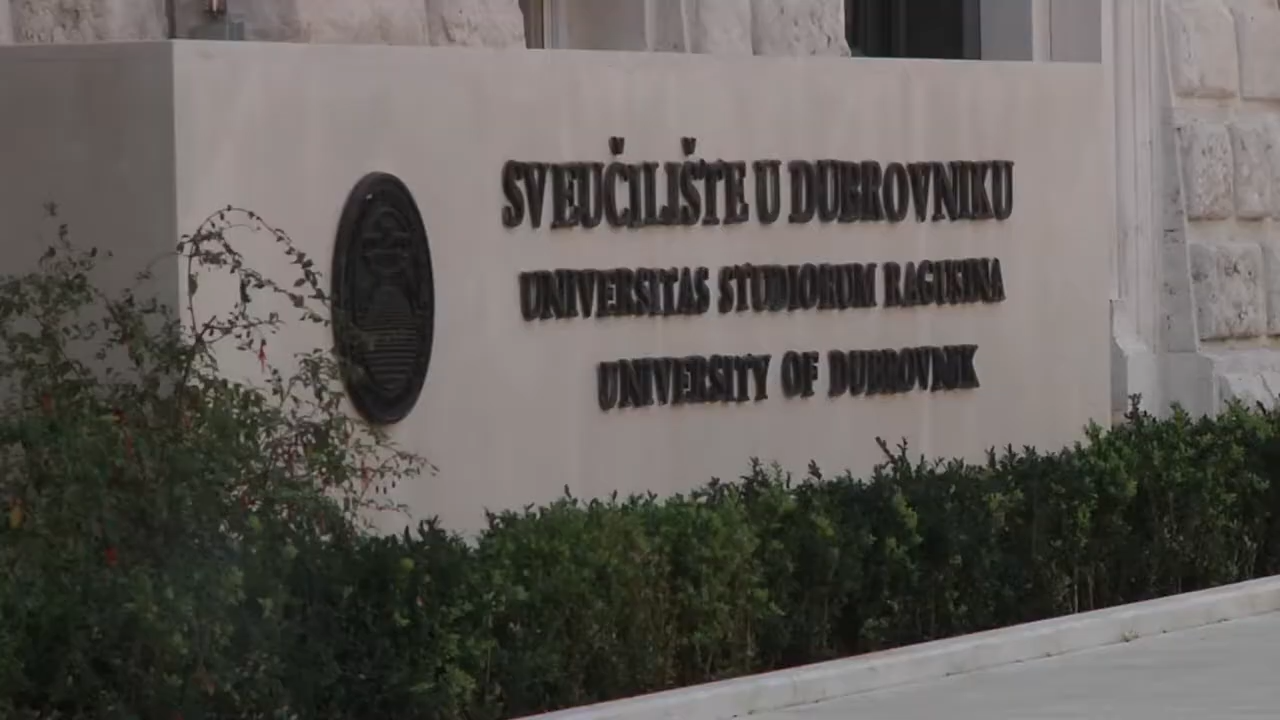 SVEUČILIŠTE U DUBROVNIKU
UNIVERSITAS STUDIORUM RAGUSINA
UNIVERSITY OF DUBROVNIK